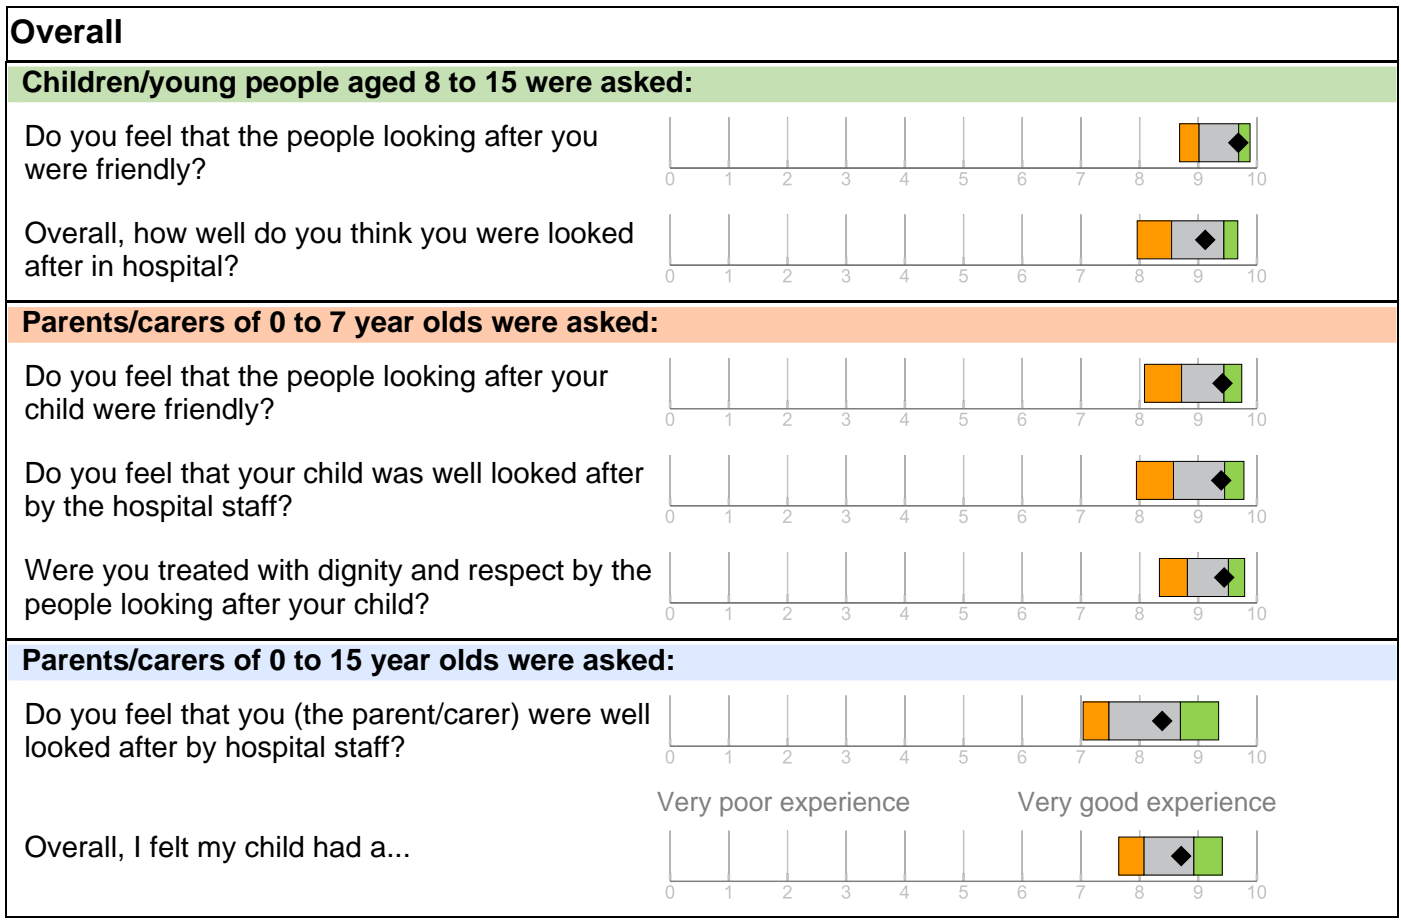 Overall
Children/young people aged 8 to 15 were asked:
Do you feel that the people looking after you
were friendly?
0 1 2 3 4 5 6 7 8 9 10
Overall, how well do you think you were looked
after in hospital?
0 1 2 3 4 5 6 7 8 9 10
Parents/carers of 0 to 7 year olds were asked:
Do you feel that the people looking after your
child were friendly?
0 1 2 3 4 5 6 7 8 9 10
Do you feel that your child was well looked after
by the hospital staff?
0 1 2 3 4 5 6 7 8 9 10
Were you treated with dignity and respect by the
people looking after your child?
0 1 2 3 4 5 6 7 8 9 10
Parents/carers of 0 to 15 year olds were asked:
Do you feel that you (the parent/carer) were well
looked after by hospital staff?
0 1 2 3 4 5 6 7 8 9 10
Very poor experience Very good experience
Overall, I felt my child had a...
0 1 2 3 4 5 6 7 8 9 10